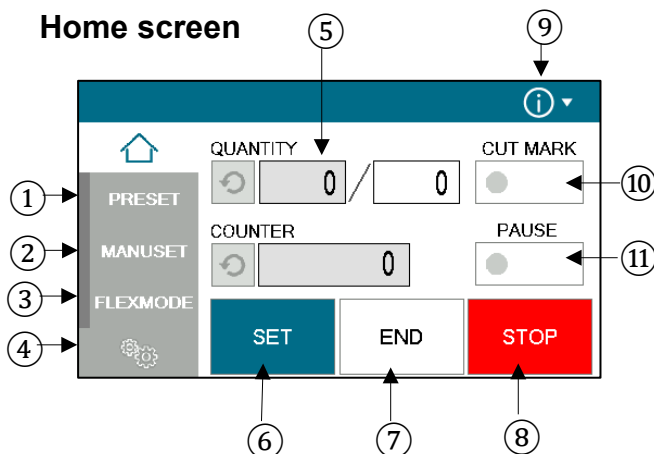 Home screen
⑤
⑨
QUANTITY
CUT MARK
0 / 0
⑩
① PRESET
COUNTER
PAUSE
② MANUSET
0
⑪
③ FLEXMODE
④
SET
END
STOP
⑥
⑦
⑧